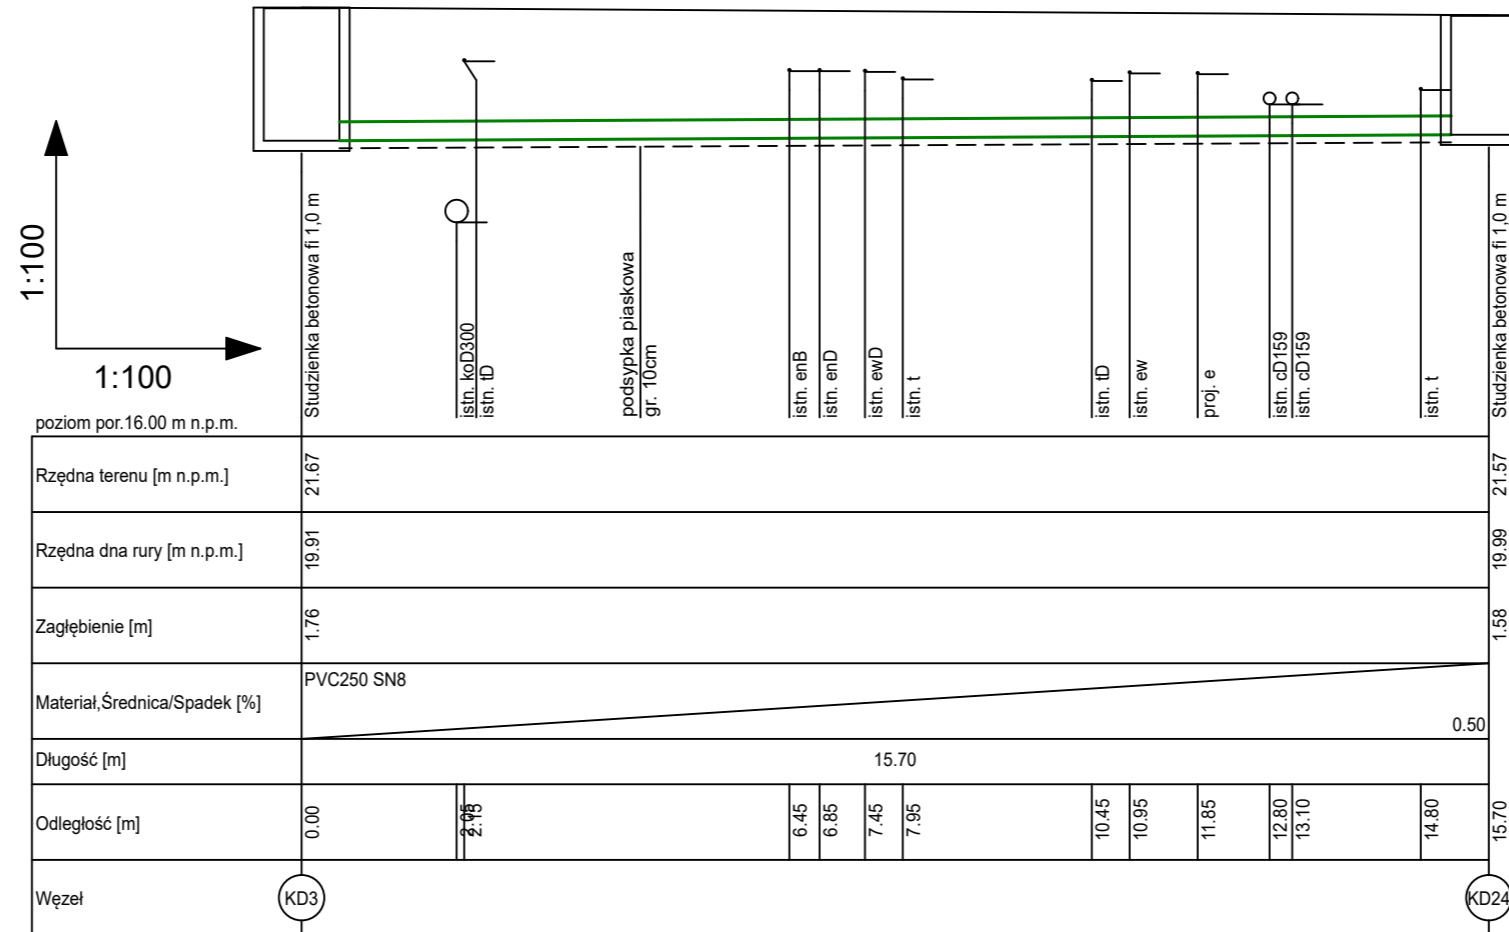 1:100
1:100
Studzienka betonowa fi 1,0 m
istn. koD300
istn. tD
podsypka piaskowa
gr. 10cm
istn. enB
istn. enD
istn. ewD
istn. t
istn. tD
istn. ew
proj. e
istn. cD159
istn. cD159
istn. t
Studzienka betonowa fi 1,0 m
poziom por.16.00 m n.p.m.
Rzędna terenu [m n.p.m.] 21.67 21.57
Rzędna dna rury [m n.p.m.] 19.91 19.99
Zagłębienie [m] 1.76 1.58
Materiał,Średnica/Spadek [%] PVC250 SN8 0.50
Długość [m] 15.70
Odległość [m] 0.00 2.05 2.15 6.45 6.85 7.45 7.95 10.45 10.95 11.85 12.80 13.10 14.80 15.70
Węzeł KD3 KD24